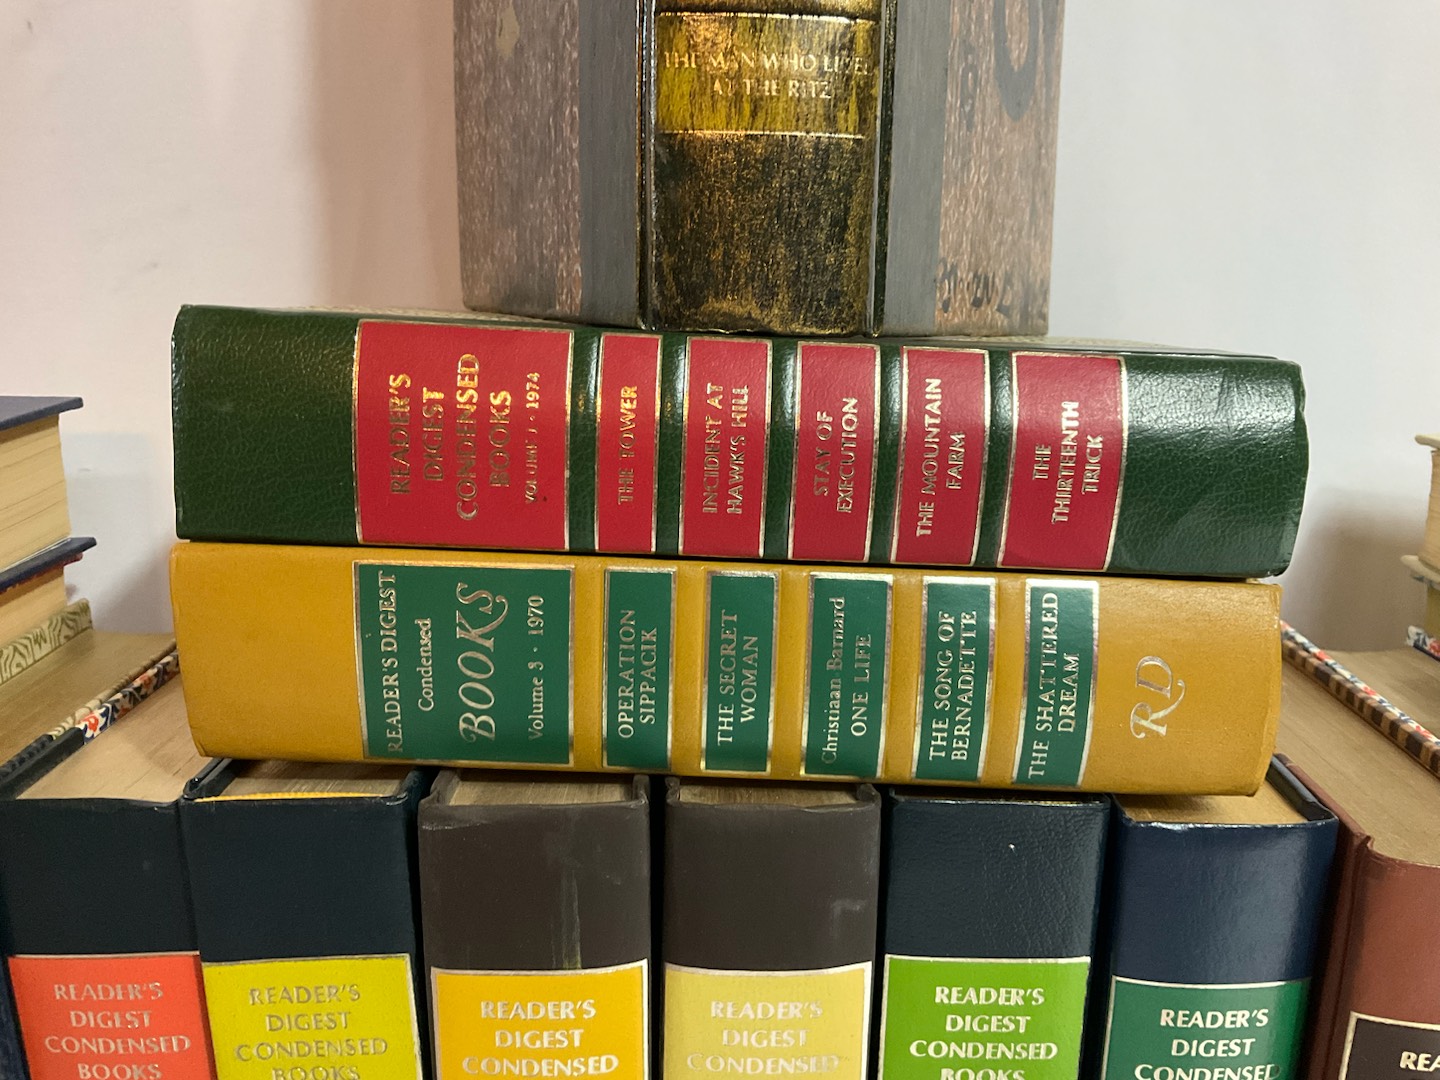 THE MAN WHO LIVED
AT THE RITZ
READER'S
DIGEST
CONDENSED
BOOKS
1974
THE TOWER
INCIDENT AT
HAWK'S HILL
STAY OF
EXECUTION
THE MOUNTAIN
FARM
THE
THIRTEENTH
TRICK
READER'S DIGEST
Condensed
BOOKS
Volume 3 · 1970
OPERATION
SIPPACIK
THE SECRET
WOMAN
Christiaan Barnard
ONE LIFE
THE SONG OF
BERNADETTE
THE SHATTERED
DREAM
RD
READER'S
DIGEST
CONDENSED
BOOKS
READER'S
DIGEST
CONDENSED
BOOKS
READER'S
DIGEST
CONDENSED
READER'S
DIGEST
CONDENSED
READER'S
DIGEST
CONDENSED
BOOKS
READER'S
DIGEST
CONDENSED
REA